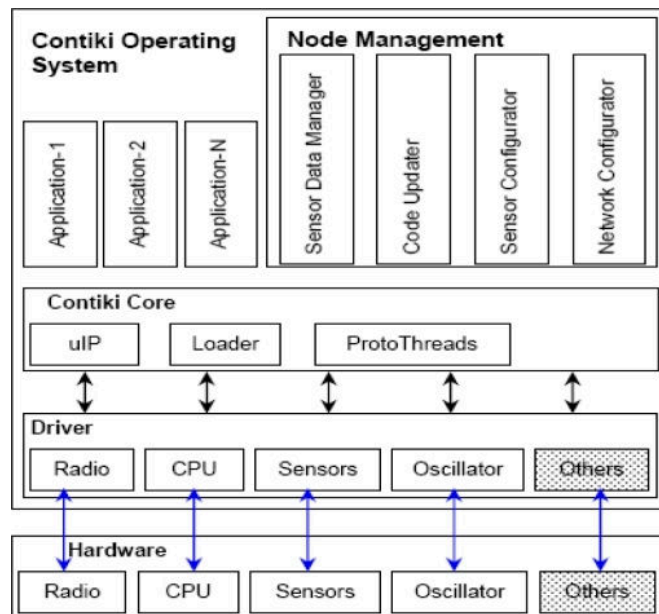 Contiki Operating
System
Node Management
Application-1
Application-2
Application-N
Sensor Data Manager
Code Updater
Sensor Configurator
Network Configurator
Contiki Core
uIP
Loader
ProtoThreads
Driver
Radio
CPU
Sensors
Oscillator
Others
Hardware
Radio
CPU
Sensors
Oscillator
Others